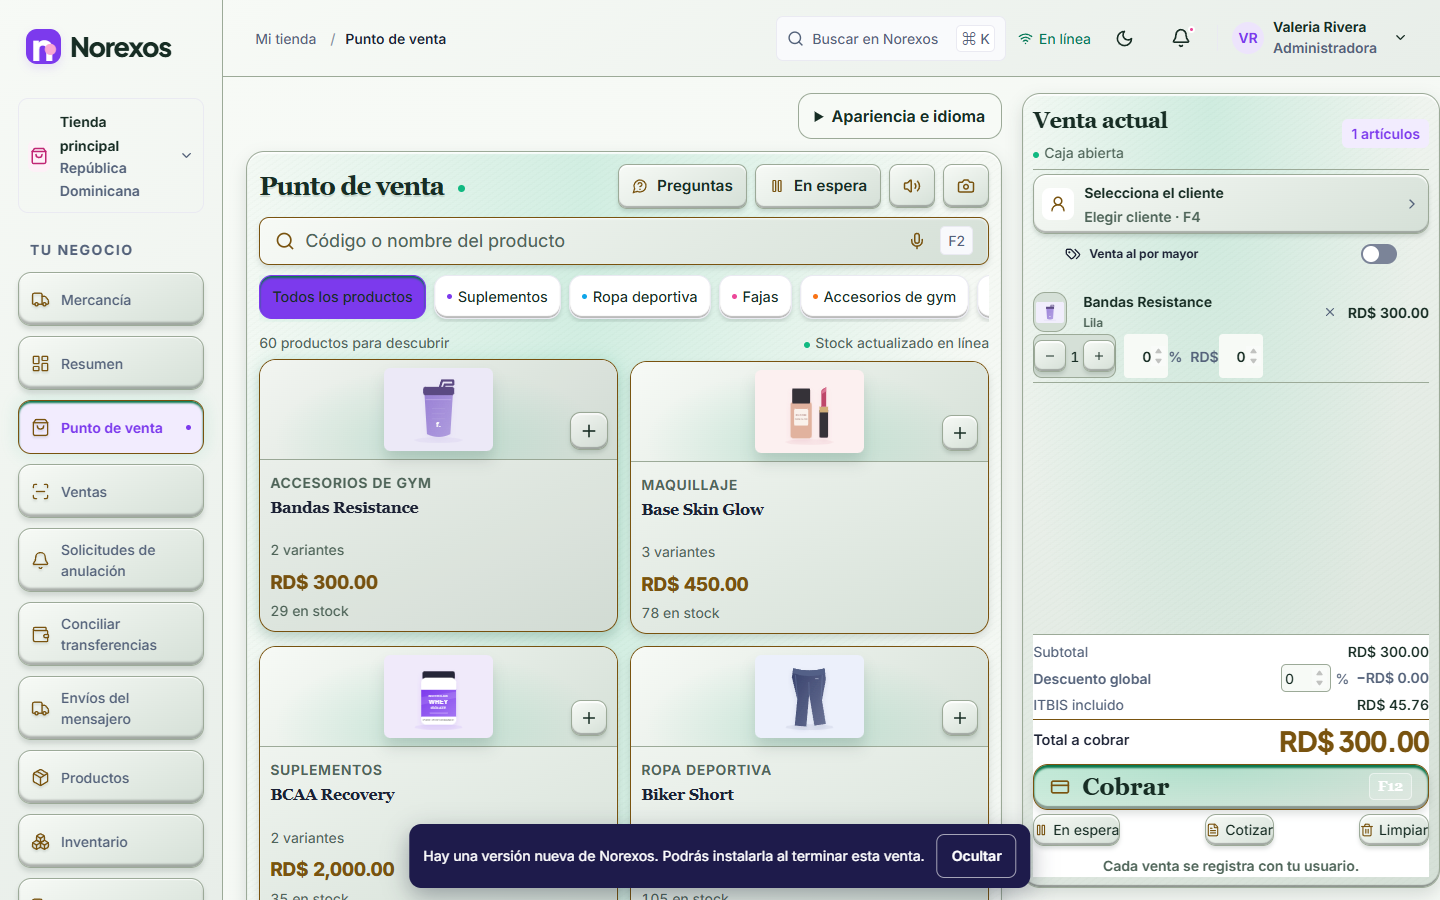 Norexos
Mi tienda / Punto de venta
Buscar en Norexos ⌘ K
En línea
VR
Valeria Rivera
Administradora
Tienda principal
República Dominicana
TU NEGOCIO
Mercancía
Resumen
Punto de venta
Ventas
Solicitudes de anulación
Conciliar transferencias
Envíos del mensajero
Productos
Inventario
Apariencia e idioma
Punto de venta
Preguntas
En espera
Código o nombre del producto F2
Todos los productos
Suplementos
Ropa deportiva
Fajas
Accesorios de gym
60 productos para descubrir
Stock actualizado en línea
ACCESORIOS DE GYM
Bandas Resistance
2 variantes
RD$ 300.00
29 en stock
MAQUILLAJE
Base Skin Glow
3 variantes
RD$ 450.00
78 en stock
WHEY
SUPLEMENTOS
BCAA Recovery
2 variantes
RD$ 2,000.00
35 en stock
ROPA DEPORTIVA
Biker Short
105 en stock
Hay una versión nueva de Norexos. Podrás instalarla al terminar esta venta. Ocultar
Venta actual
Caja abierta
1 artículos
Selecciona el cliente
Elegir cliente · F4
Venta al por mayor
Bandas Resistance
Lila
× RD$ 300.00
− 1 + 0 % RD$ 0
Subtotal RD$ 300.00
Descuento global 0 % −RD$ 0.00
ITBIS incluido RD$ 45.76
Total a cobrar RD$ 300.00
Cobrar F12
En espera
Cotizar
Limpiar
Cada venta se registra con tu usuario.